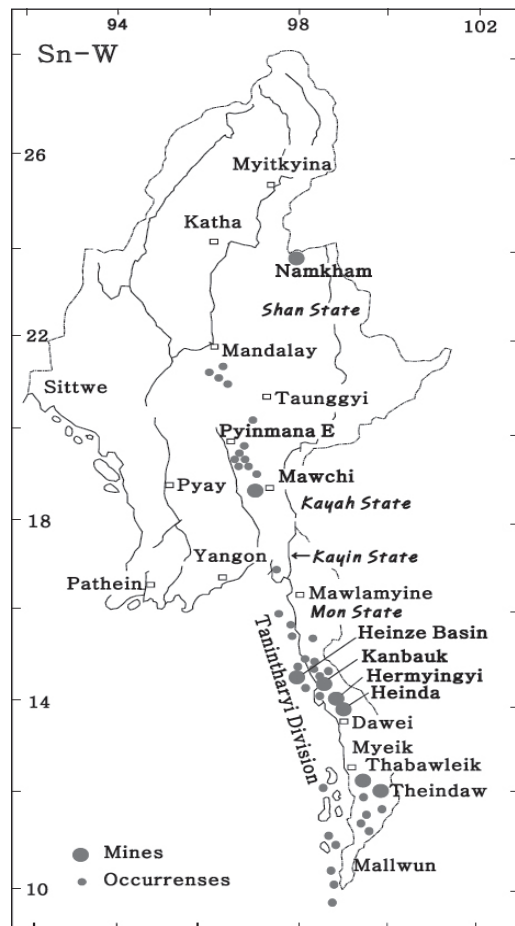 94 98 102
Sn-W
26
Myitkyina
Katha
Namkham
Shan State
22
Mandalay
Sittwe
Taunggyi
Pyinmana E
Mawchi
Pyay
Kayah State
18
Yangon
←Kayin State
Pathein
Mawlamyine
Mon State
Heinze Basin
Kanbauk
Hermyingyi
Heinda
14
Tanintharyi Division
Dawei
Myeik
Thabawleik
Theindaw
Mines
Mallwun
Occurrenses
10